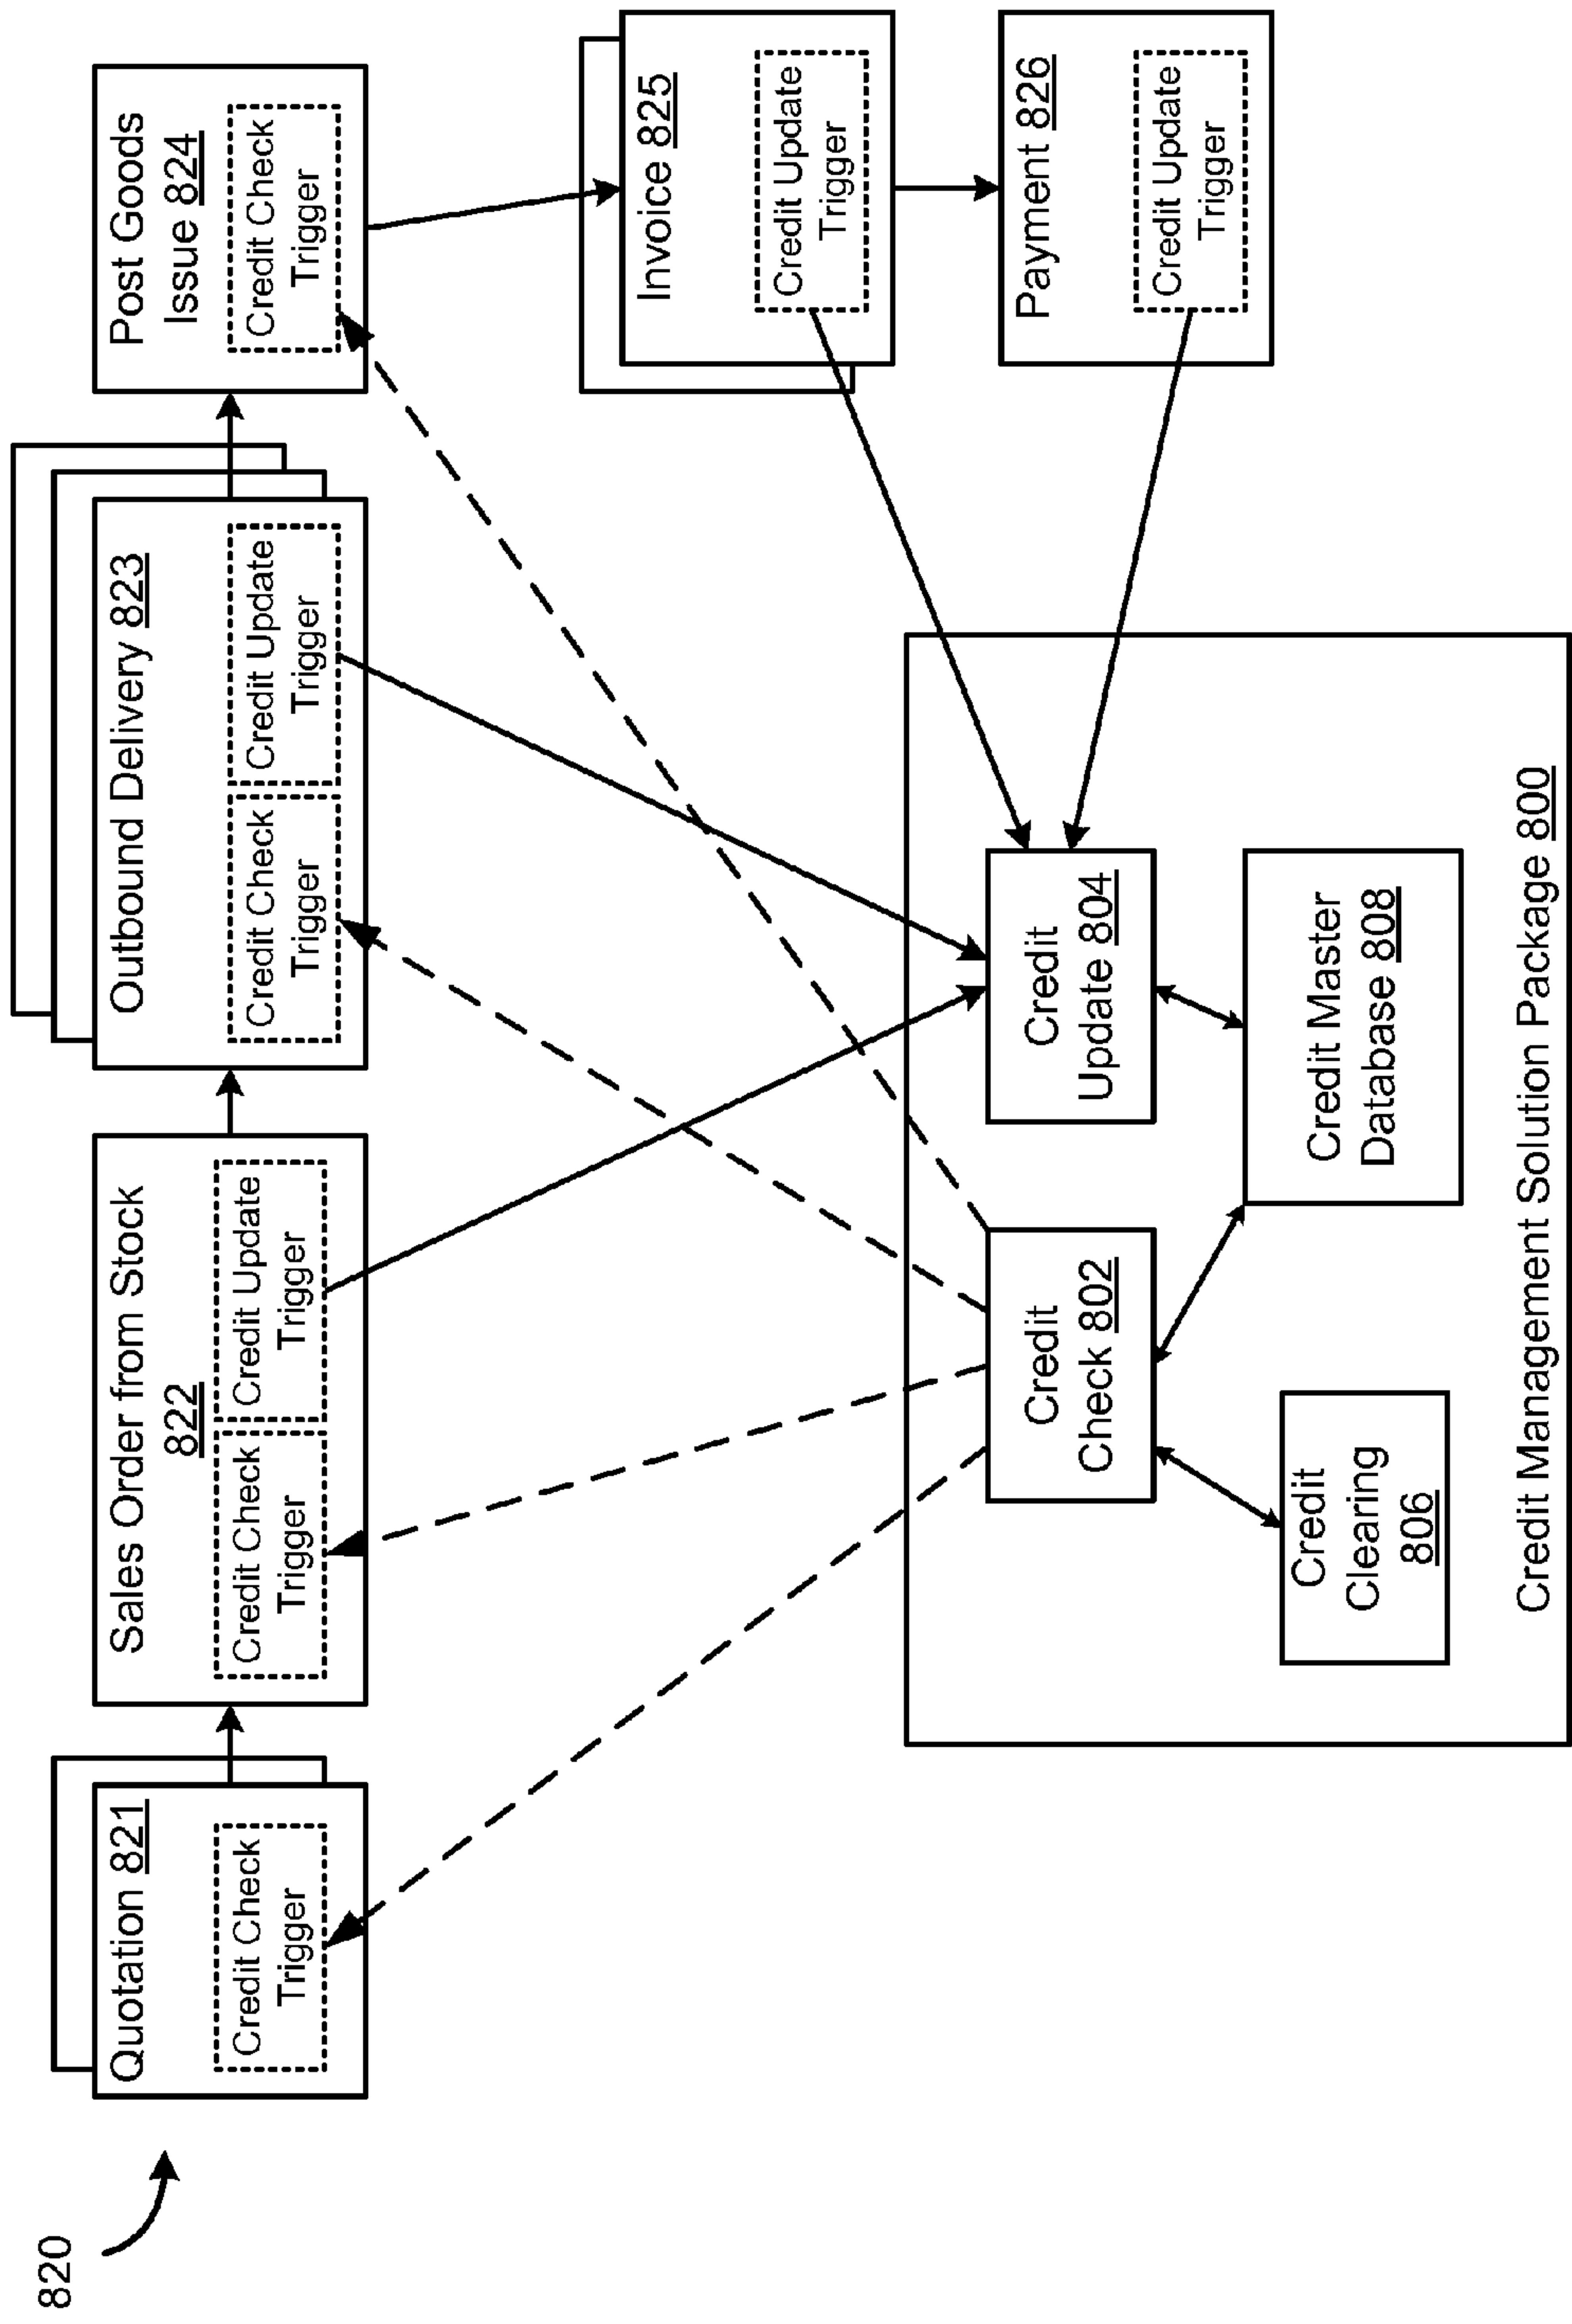 820
Quotation 821
Credit Check
Trigger
Sales Order from Stock
822
Credit Check
Trigger
Credit Update
Trigger
Outbound Delivery 823
Credit Check
Trigger
Credit Update
Trigger
Post Goods
Issue 824
Credit Check
Trigger
Invoice 825
Credit Update
Trigger
Payment 826
Credit Update
Trigger
Credit
Check 802
Credit
Update 804
Credit
Clearing
806
Credit Master
Database 808
Credit Management Solution Package 800